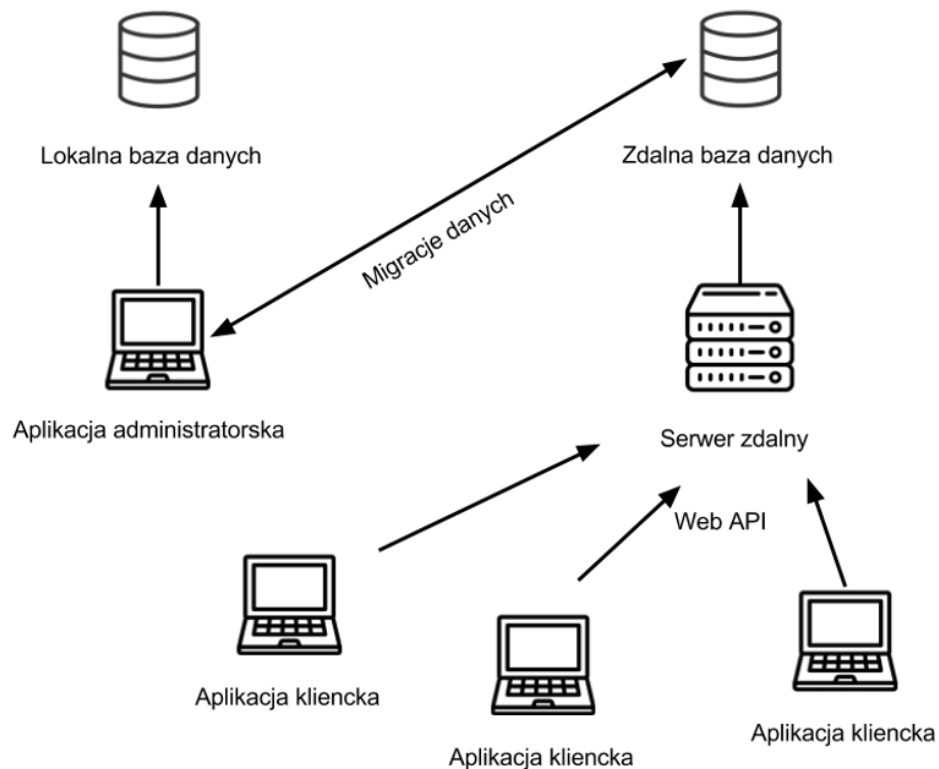 Lokalna baza danych
Zdalna baza danych
Migracje danych
Aplikacja administratorska
Serwer zdalny
Web API
Aplikacja kliencka
Aplikacja kliencka
Aplikacja kliencka